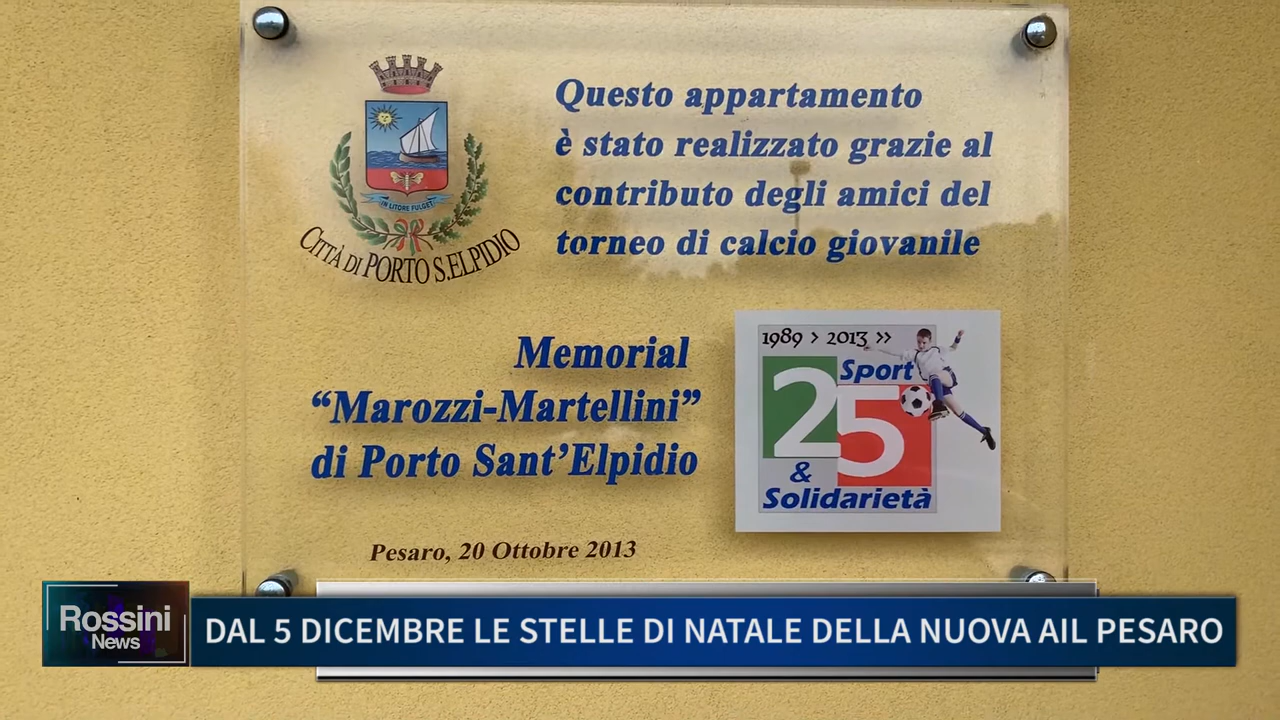 Questo appartamento
è stato realizzato grazie al
contributo degli amici del
torneo di calcio giovanile
IN LITORE FULGET
CITTÀ DI PORTO S.ELPIDIO
Memorial
“Marozzi-Martellini”
di Porto Sant’Elpidio
1989 > 2013 >>
Sport
25
&
Solidarietà
Pesaro, 20 Ottobre 2013
Rossini
News
DAL 5 DICEMBRE LE STELLE DI NATALE DELLA NUOVA AIL PESARO